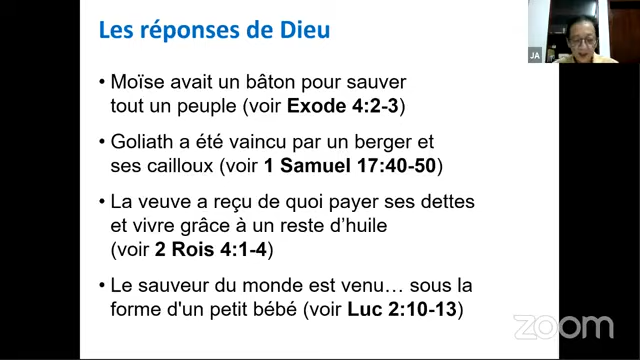 Les réponses de Dieu
JA
• Moïse avait un bâton pour sauver
tout un peuple (voir Exode 4:2-3)
• Goliath a été vaincu par un berger et
ses cailloux (voir 1 Samuel 17:40-50)
• La veuve a reçu de quoi payer ses dettes
et vivre grâce à un reste d’huile
(voir 2 Rois 4:1-4)
• Le sauveur du monde est venu… sous la
forme d'un petit bébé (voir Luc 2:10-13)
zoom